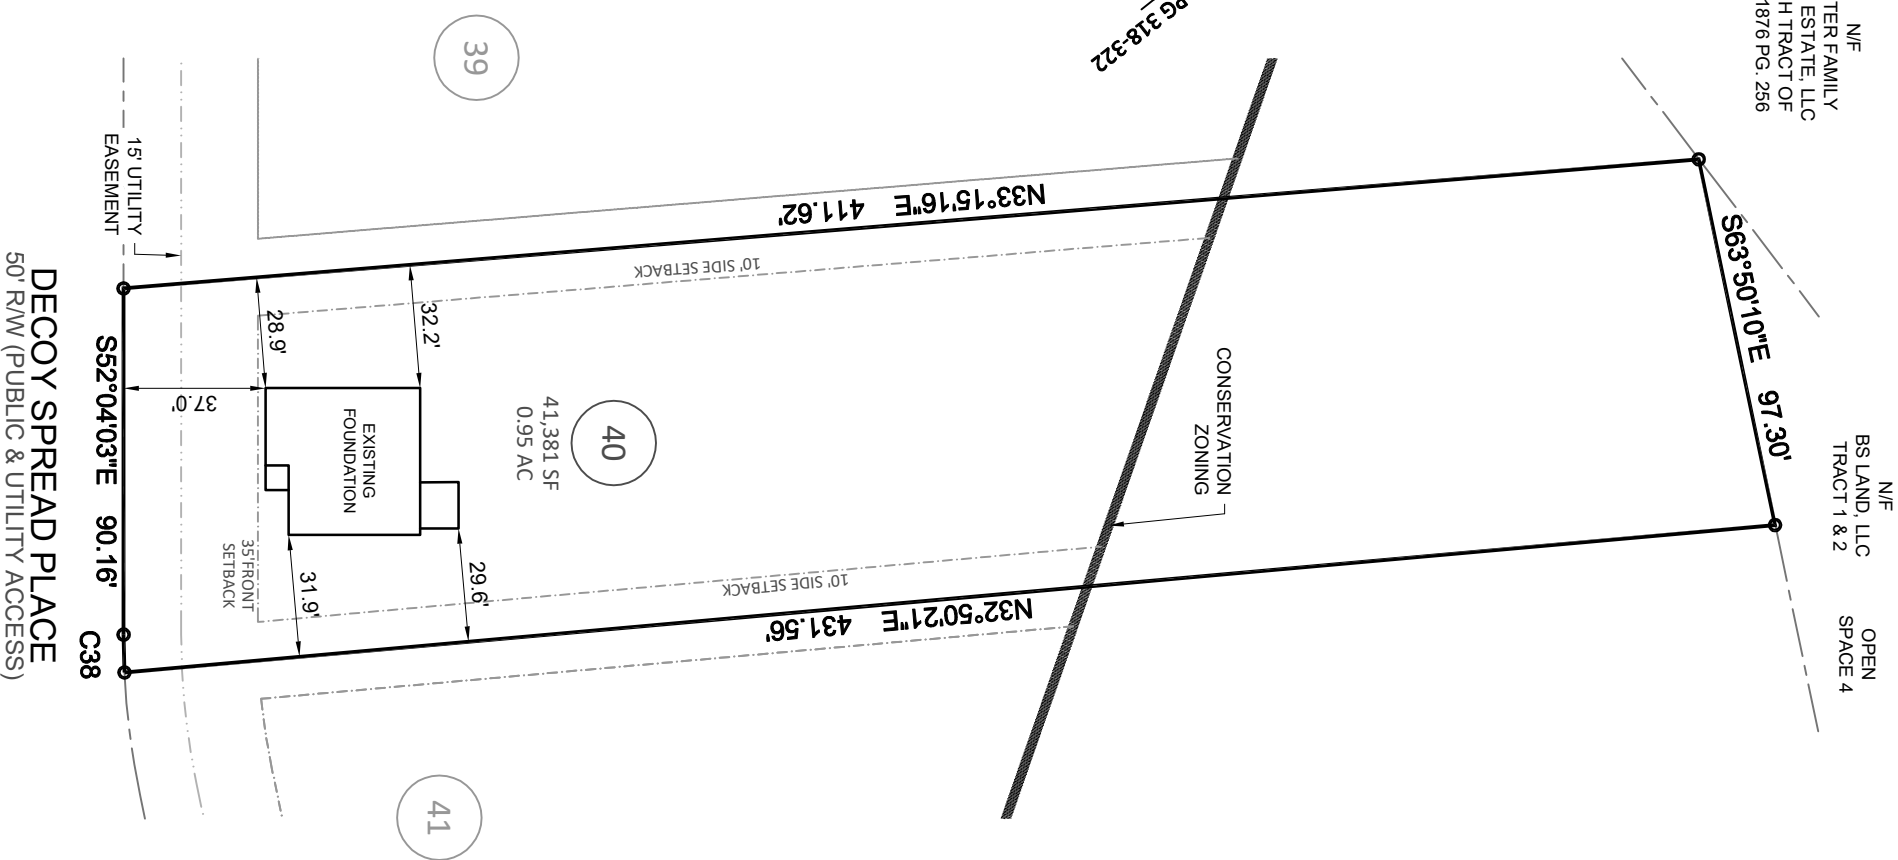 N/F
TER FAMILY
ESTATE, LLC
H TRACT OF
1876 PG. 256
PG 318-322
39
15' UTILITY
EASEMENT
N33°15'16"E 411.62'
10' SIDE SETBACK
S63°50'10"E 97.30'
N/F
BS LAND, LLC
TRACT 1 & 2
OPEN
SPACE 4
28.9'
32.2'
37.0'
EXISTING
FOUNDATION
40
41,381 SF
0.95 AC
CONSERVATION
ZONING
35'FRONT
SETBACK
31.9'
29.6'
10' SIDE SETBACK
N32°50'21"E 431.56'
S52°04'03"E 90.16'
C38
DECOY SPREAD PLACE
50' R/W (PUBLIC & UTILITY ACCESS)
41